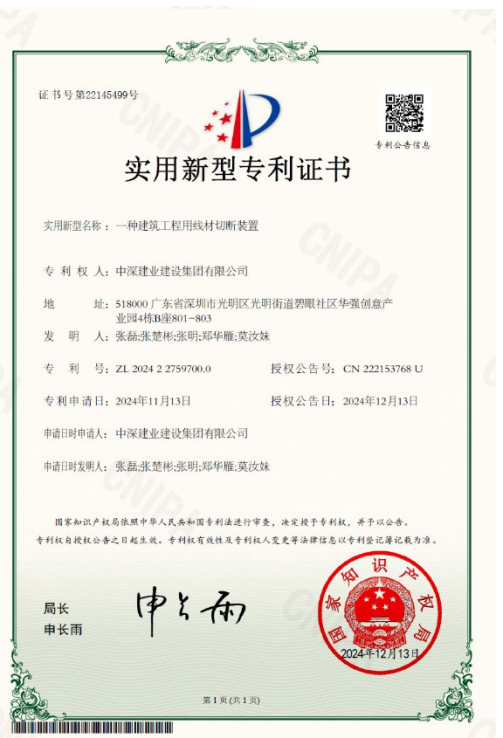 证书号第22145499号
专利公告信息
实用新型专利证书
实用新型名称：一种建筑工程用线材切断装置
专利权人：中深建业建设集团有限公司
地址：518000 广东省深圳市光明区光明街道碧眼社区华强创意产
业园4栋B座801-803
发明人：张磊;张楚彬;张明;郑华雁;莫汝妹
专利号：ZL 2024 2 2759700.0 授权公告号：CN 222153768 U
专利申请日：2024年11月13日 授权公告日：2024年12月13日
申请日时申请人：中深建业建设集团有限公司
申请日时发明人：张磊;张楚彬;张明;郑华雁;莫汝妹
国家知识产权局依照中华人民共和国专利法进行审查，决定授予专利权，并予以公告。
专利权自授权公告之日起生效。专利权有效性及专利权人变更等法律信息以专利登记簿记载为准。
局长
申长雨
申长雨
国家知识产权局
2024年12月13日
第1页(共1页)
CNIPA